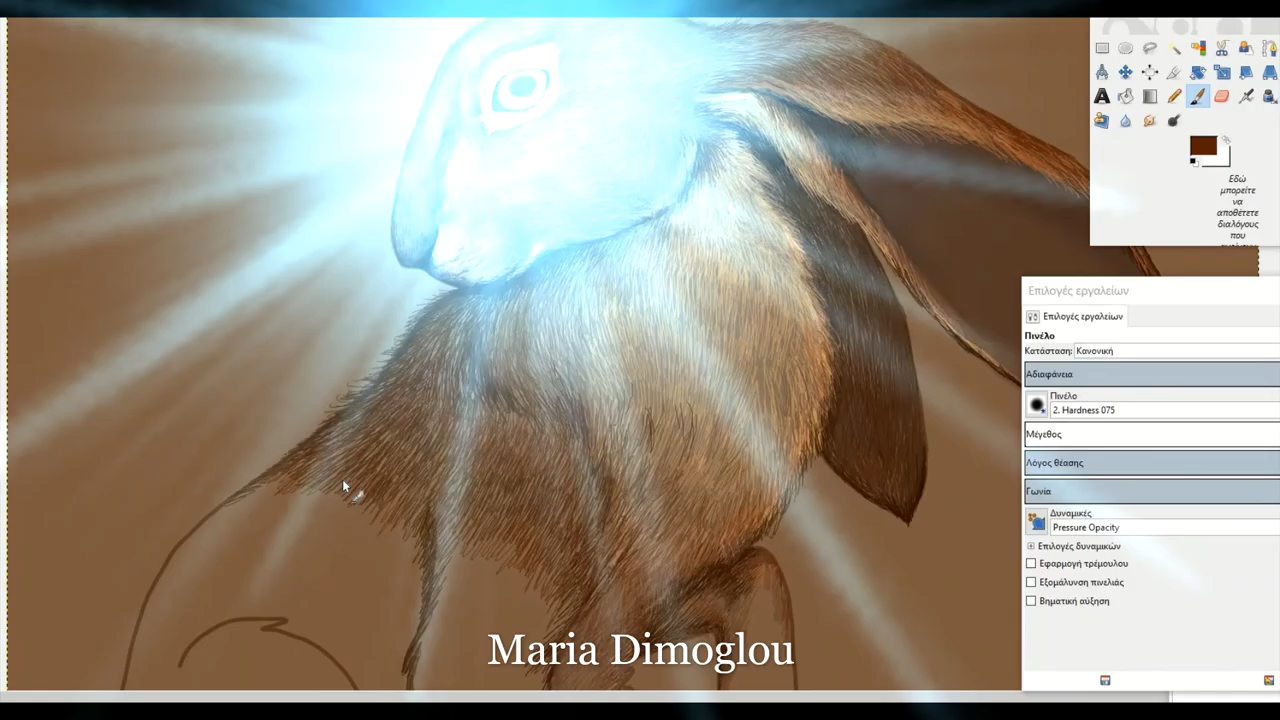 Εδώ
μπορείτε
να
αποθέτετε
διαλόγους
που
Επιλογές εργαλείων
Επιλογές εργαλείων
Πινέλο
Κατάσταση: Κανονική
Αδιαφάνεια
Πινέλο
2. Hardness 075
Μέγεθος
Λόγος θέασης
Γωνία
Δυναμικές
Pressure Opacity
Επιλογές δυναμικών
Εφαρμογή τρέμουλου
Εξομάλυνση πινελιάς
Βηματική αύξηση
Maria Dimoglou